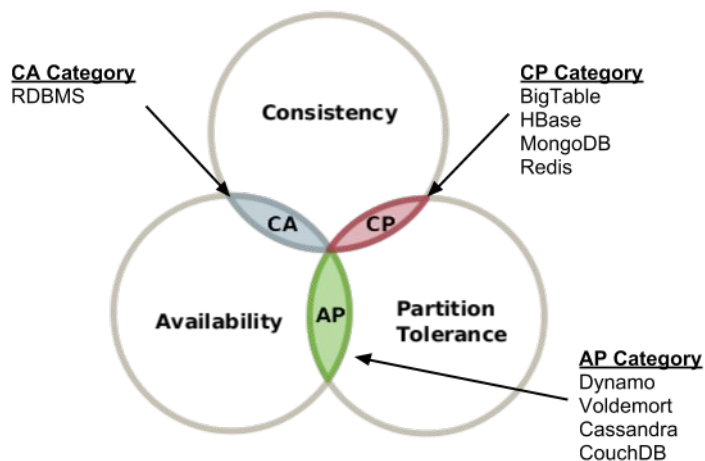 CA Category
RDBMS
CP Category
BigTable
HBase
MongoDB
Redis
Consistency
CA
CP
Availability
AP
Partition
Tolerance
AP Category
Dynamo
Voldemort
Cassandra
CouchDB